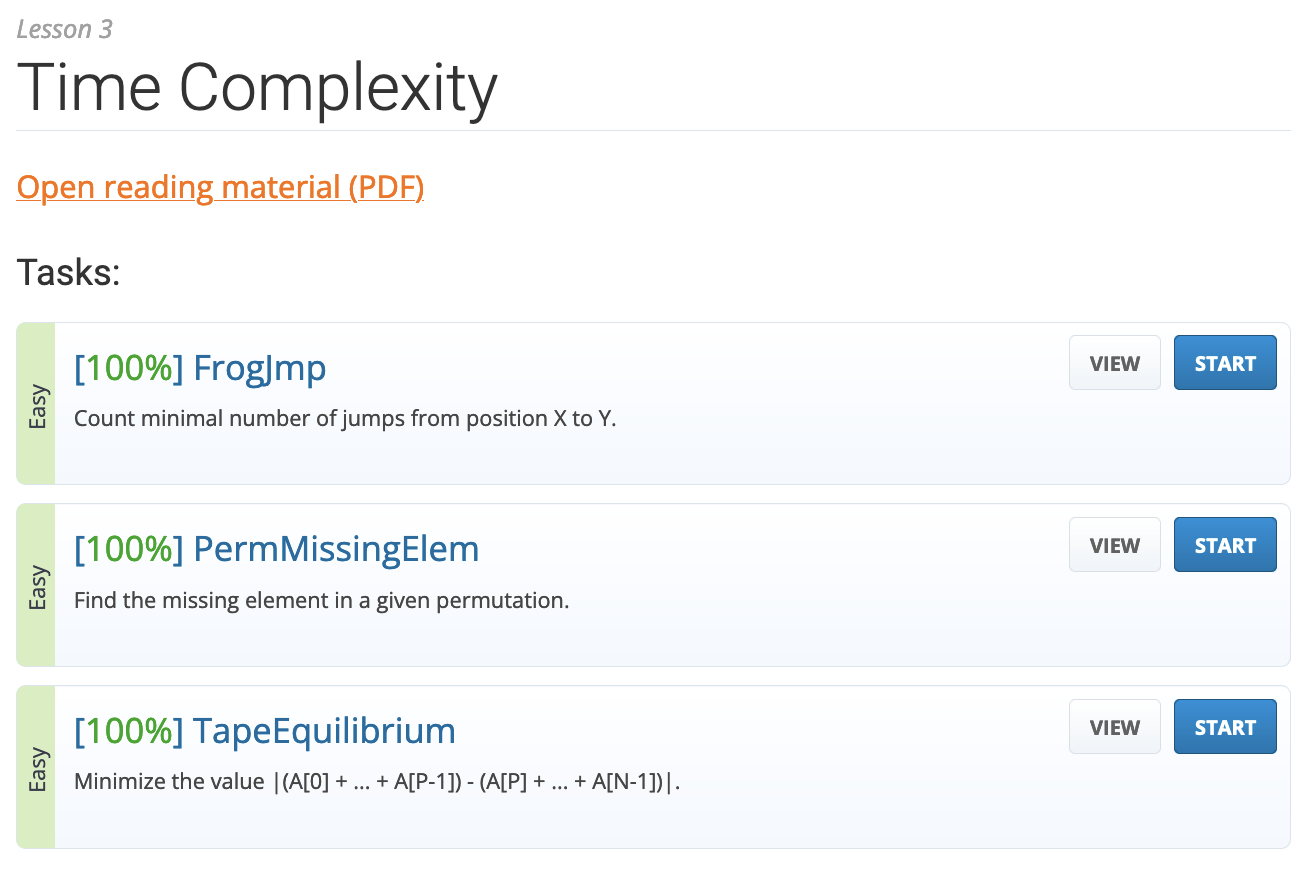 Lesson 3
Time Complexity
Open reading material (PDF)
Tasks:
Easy
[100%] FrogJmp
Count minimal number of jumps from position X to Y.
VIEW
START
Easy
[100%] PermMissingElem
Find the missing element in a given permutation.
VIEW
START
Easy
[100%] TapeEquilibrium
Minimize the value |(A[0] + ... + A[P-1]) - (A[P] + ... + A[N-1])|.
VIEW
START